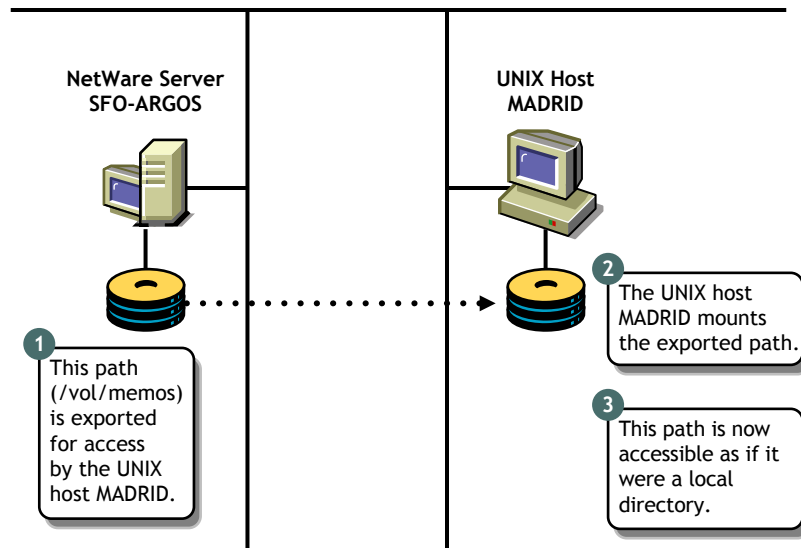 NetWare Server
SFO-ARGOS
UNIX Host
MADRID
1
This path
(/vol/memos)
is exported
for access
by the UNIX
host MADRID.
2
The UNIX host
MADRID mounts
the exported path.
3
This path is now
accessible as if it
were a local
directory.